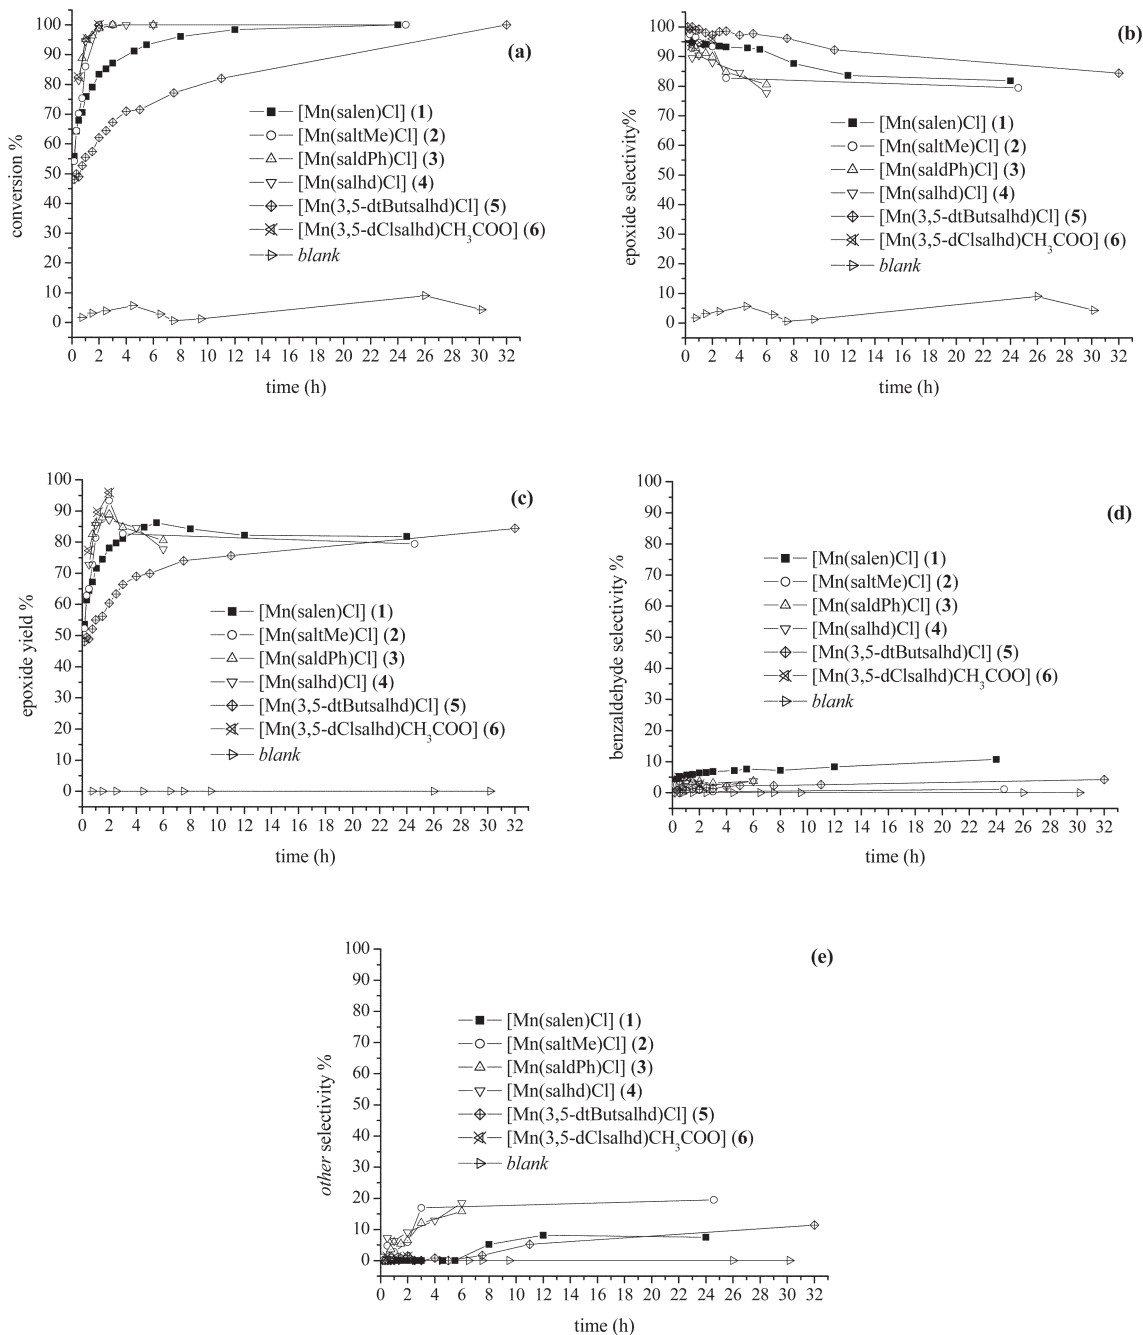 100
90
80
70
60
50
40
30
20
10
0
conversion %
(a)
[Mn(salen)Cl] (1)
[Mn(saltMe)Cl] (2)
[Mn(saldPh)Cl] (3)
[Mn(salhd)Cl] (4)
[Mn(3,5-dtButsalhd)Cl] (5)
[Mn(3,5-dClsalhd)CH₃COO] (6)
blank
0 2 4 6 8 10 12 14 16 18 20 22 24 26 28 30 32
time (h)
100
90
80
70
60
50
40
30
20
10
0
epoxide selectivity%
(b)
[Mn(salen)Cl] (1)
[Mn(saltMe)Cl] (2)
[Mn(saldPh)Cl] (3)
[Mn(salhd)Cl] (4)
[Mn(3,5-dtButsalhd)Cl] (5)
[Mn(3,5-dClsalhd)CH₃COO] (6)
blank
0 2 4 6 8 10 12 14 16 18 20 22 24 26 28 30 32
time (h)
100
90
80
70
60
50
40
30
20
10
0
epoxide yield %
(c)
[Mn(salen)Cl] (1)
[Mn(saltMe)Cl] (2)
[Mn(saldPh)Cl] (3)
[Mn(salhd)Cl] (4)
[Mn(3,5-dtButsalhd)Cl] (5)
[Mn(3,5-dClsalhd)CH₃COO] (6)
blank
0 2 4 6 8 10 12 14 16 18 20 22 24 26 28 30 32
time (h)
100
90
80
70
60
50
40
30
20
10
0
benzaldehyde selectivity %
(d)
[Mn(salen)Cl] (1)
[Mn(saltMe)Cl] (2)
[Mn(saldPh)Cl] (3)
[Mn(salhd)Cl] (4)
[Mn(3,5-dtButsalhd)Cl] (5)
[Mn(3,5-dClsalhd)CH₃COO] (6)
blank
0 2 4 6 8 10 12 14 16 18 20 22 24 26 28 30 32
time (h)
100
90
80
70
60
50
40
30
20
10
0
other selectivity %
(e)
[Mn(salen)Cl] (1)
[Mn(saltMe)Cl] (2)
[Mn(saldPh)Cl] (3)
[Mn(salhd)Cl] (4)
[Mn(3,5-dtButsalhd)Cl] (5)
[Mn(3,5-dClsalhd)CH₃COO] (6)
blank
0 2 4 6 8 10 12 14 16 18 20 22 24 26 28 30 32
time (h)